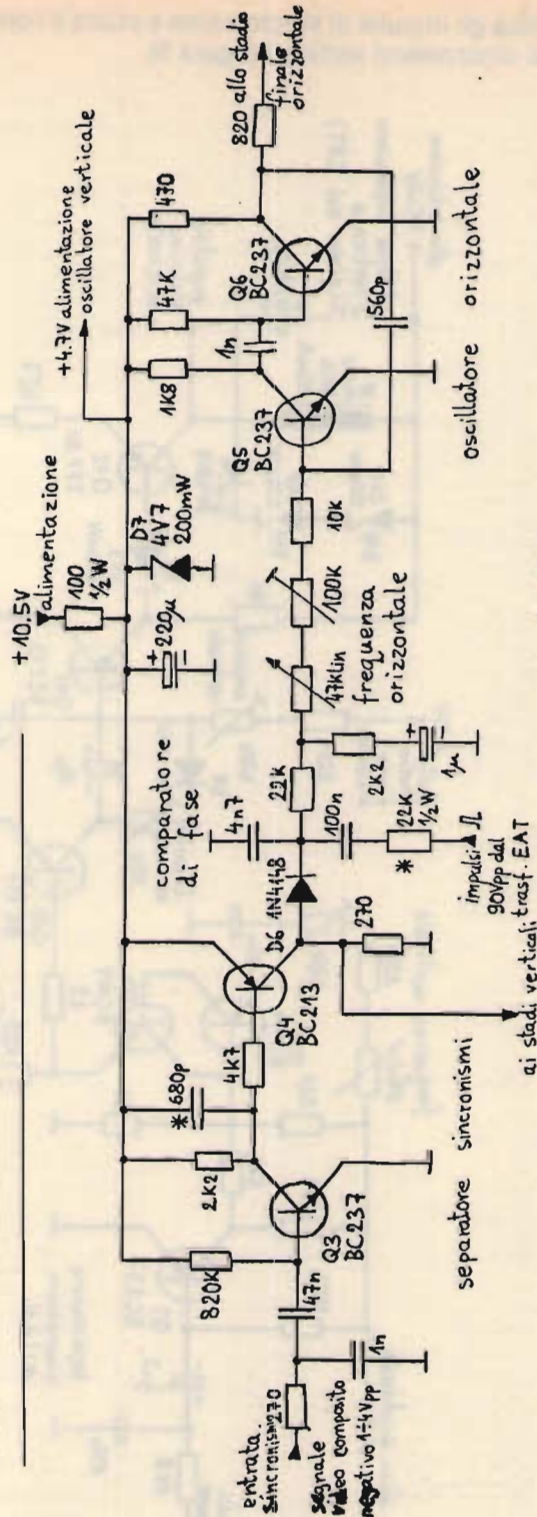 +10.5V
alimentazione
100
½W
+4.7V alimentazione
oscillatore verticale
D7
4V7
200mW
220µ
+
-
820K
2K2
* 680p
1K8
47K
470
820 allo stadio
finale
orizzontale
entrata
sincronismi
270
segnale
video composito
negativo 1÷4Vpp
1n
47n
Q3
BC237
4K7
Q4
BC213
D6 1N4148
270
comparatore
di fase
4n7
22K
100n
22K
½W
*
impulsi
90Vpp dal
trasf. EAT
2K2
1µ
+
-
47Klin
100K
frequenza
orizzontale
10K
Q5
BC237
1n
Q6
BC237
560p
separatore sincronismi
ai stadi verticali
oscillatore orizzontale